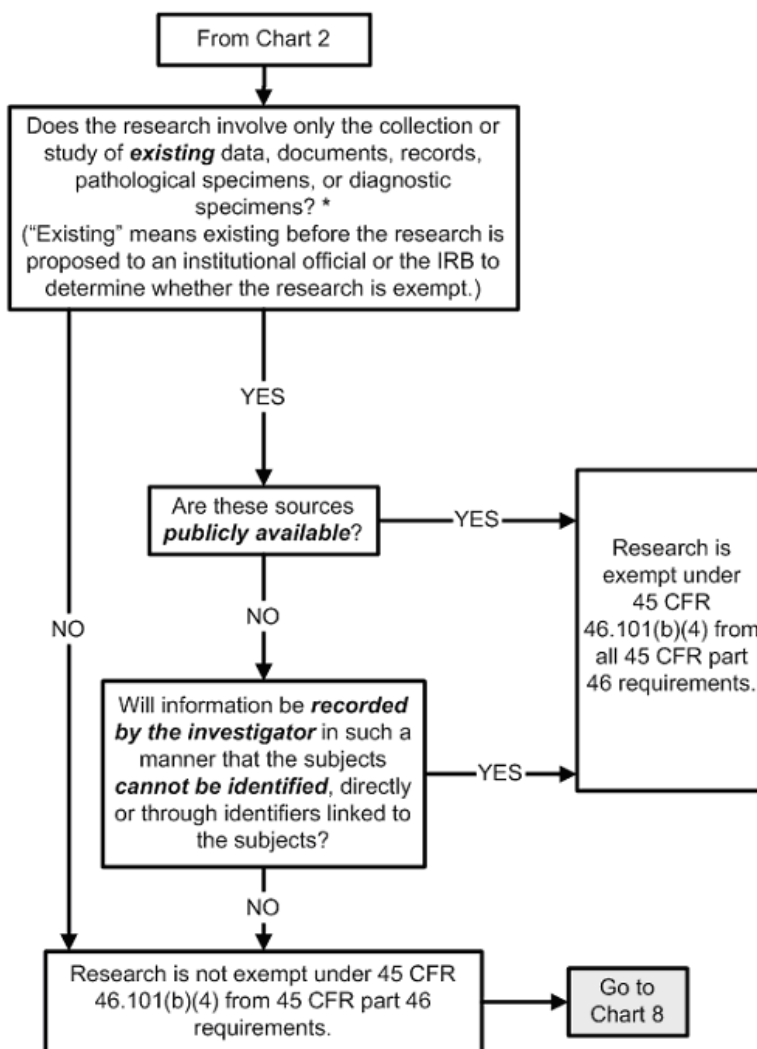 From Chart 2
Does the research involve only the collection or
study of existing data, documents, records,
pathological specimens, or diagnostic
specimens? *
(“Existing” means existing before the research is
proposed to an institutional official or the IRB to
determine whether the research is exempt.)
YES
Are these sources
publicly available?
YES
Research is
exempt under
45 CFR
46.101(b)(4) from
all 45 CFR part
46 requirements.
NO
NO
Will information be recorded
by the investigator in such a
manner that the subjects
cannot be identified, directly
or through identifiers linked to
the subjects?
YES
NO
Research is not exempt under 45 CFR
46.101(b)(4) from 45 CFR part 46
requirements.
Go to
Chart 8